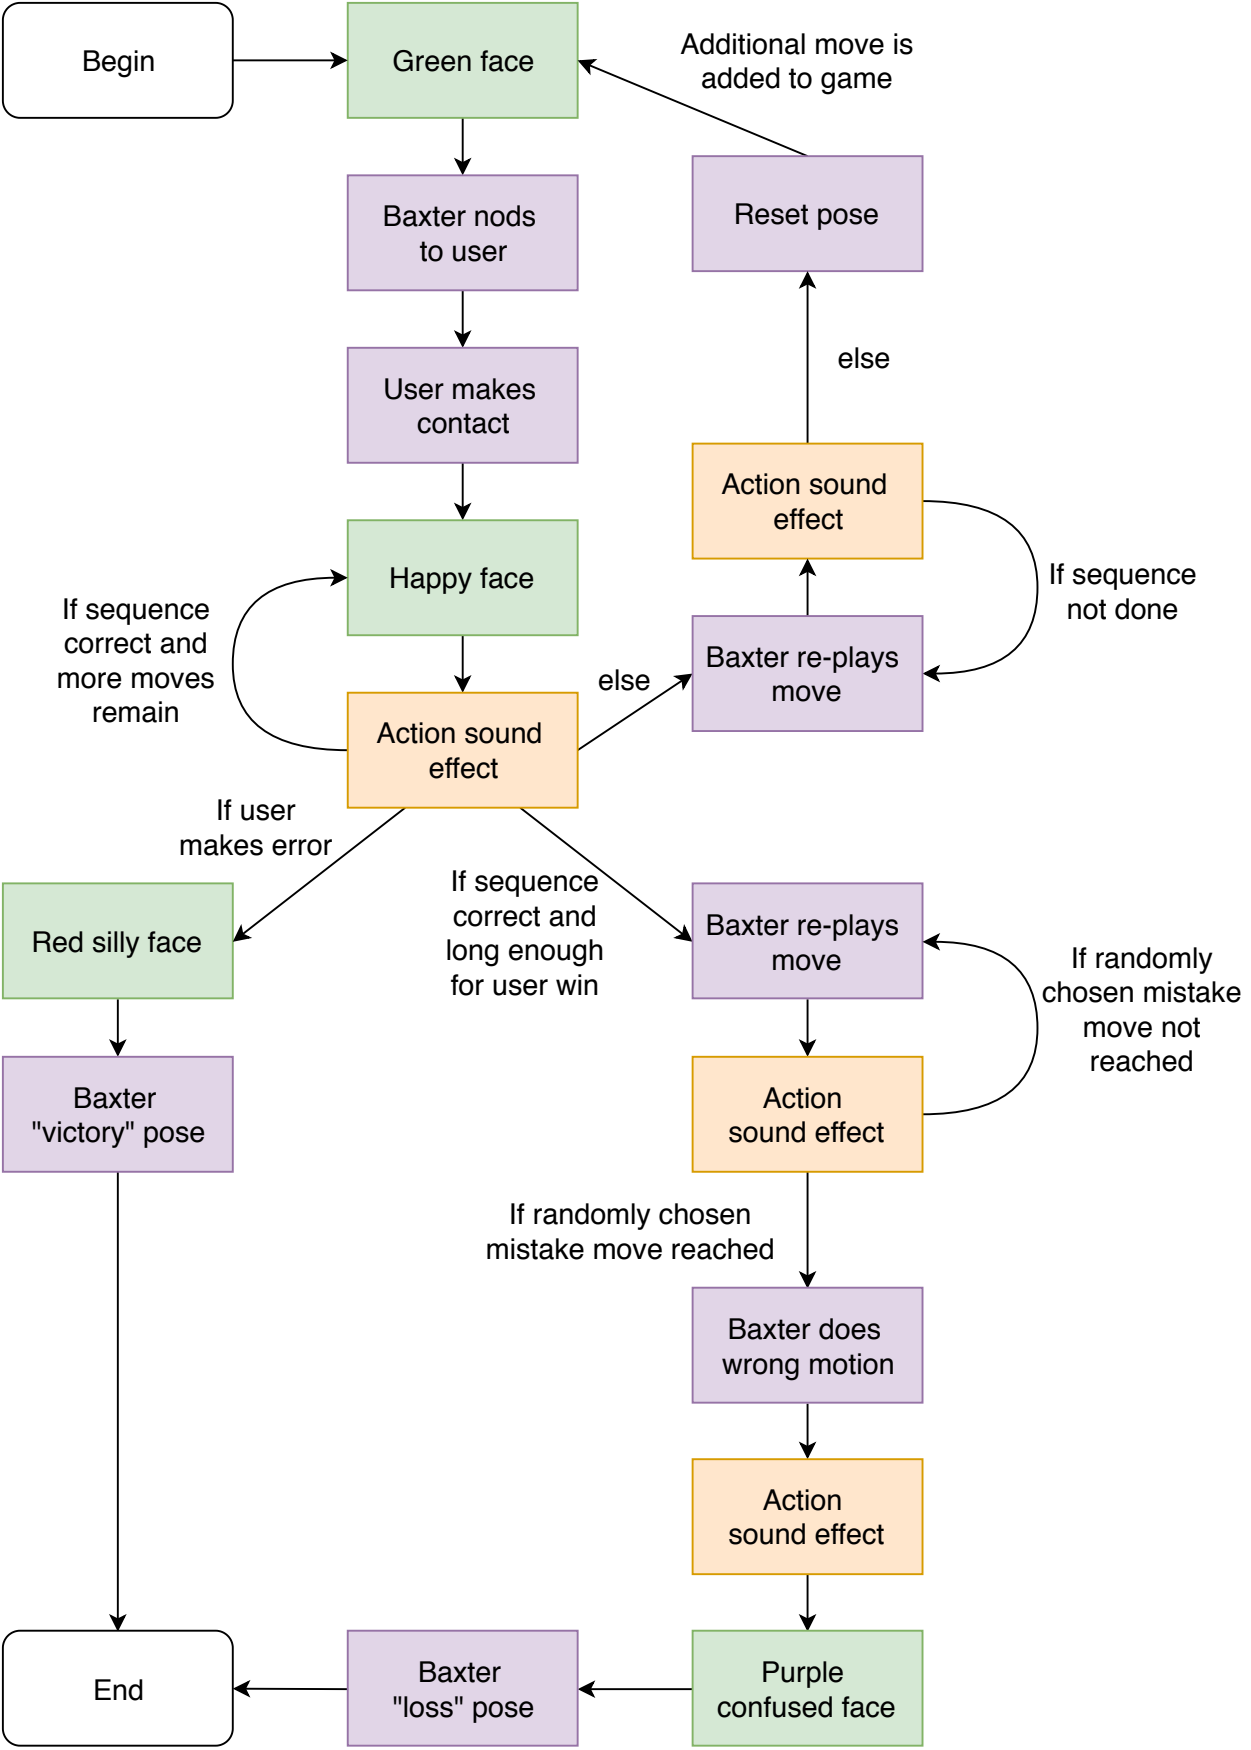 Begin
Green face
Additional move is
added to game
Baxter nods
to user
Reset pose
User makes
contact
else
Action sound
effect
Happy face
If sequence
not done
If sequence
correct and
more moves
remain
else
Baxter re-plays
move
Action sound
effect
If user
makes error
If sequence
correct and
long enough
for user win
Red silly face
Baxter re-plays
move
If randomly
chosen mistake
move not
reached
Baxter
"victory" pose
Action
sound effect
If randomly chosen
mistake move reached
Baxter does
wrong motion
Action
sound effect
End
Baxter
"loss" pose
Purple
confused face